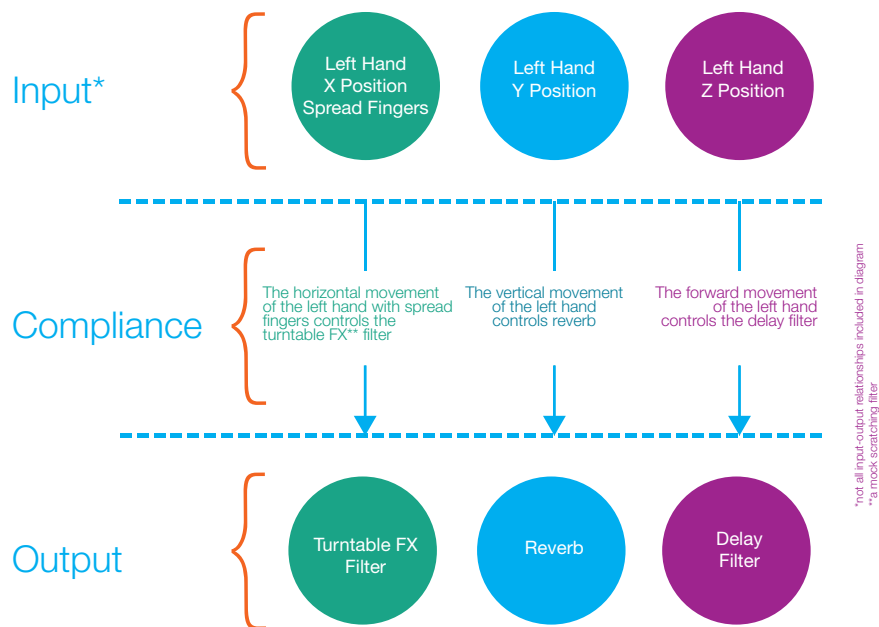 Input*
Left Hand
X Position
Spread Fingers
Left Hand
Y Position
Left Hand
Z Position
Compliance
The horizontal movement
of the left hand with spread
fingers controls the
turntable FX** filter
The vertical movement
of the left hand
controls reverb
The forward movement
of the left hand
controls the delay filter
Output
Turntable FX
Filter
Reverb
Delay
Filter
*not all input-output relationships included in diagram
**a mock scratching filter